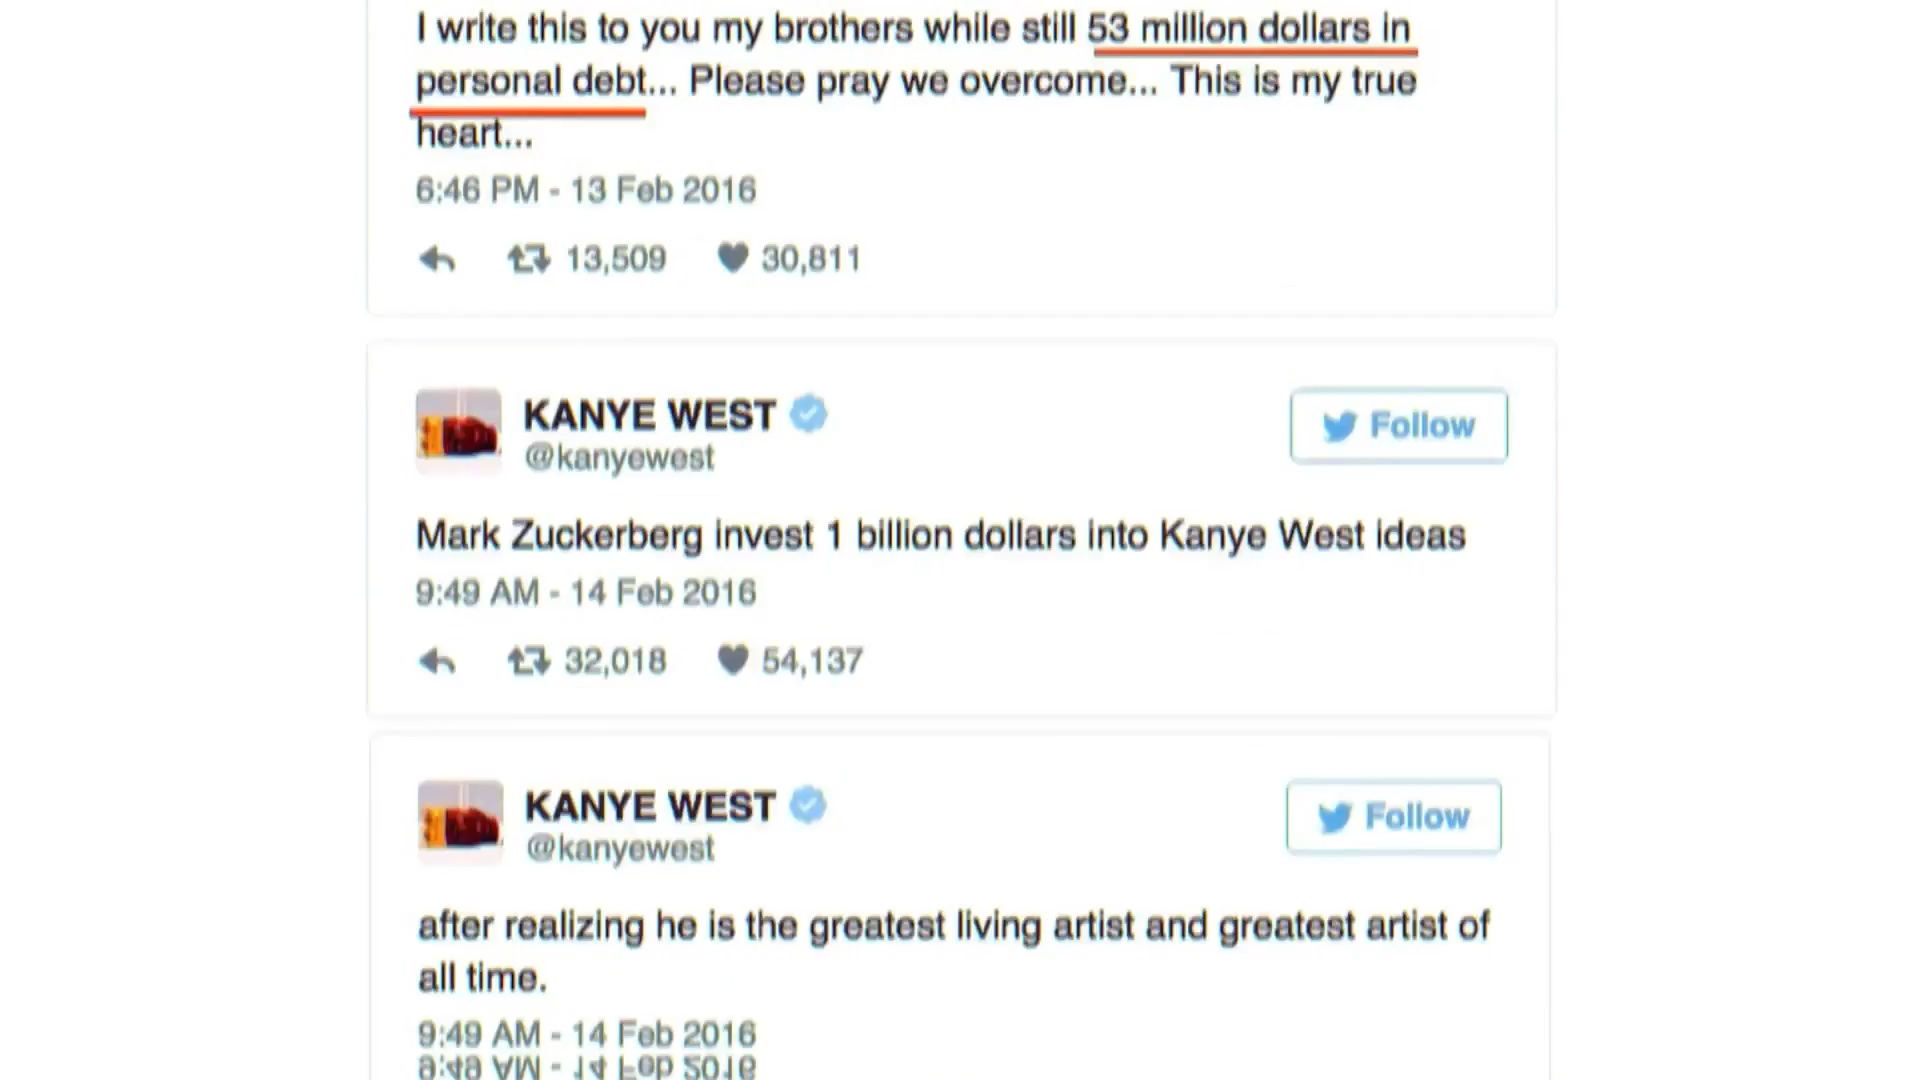 I write this to you my brothers while still 53 million dollars in
personal debt... Please pray we overcome... This is my true
heart...
6:46 PM - 13 Feb 2016
13,509 30,811
KANYE WEST
@kanyewest
Follow
Mark Zuckerberg invest 1 billion dollars into Kanye West ideas
9:49 AM - 14 Feb 2016
32,018 54,137
KANYE WEST
@kanyewest
Follow
after realizing he is the greatest living artist and greatest artist of
all time.
9:49 AM - 14 Feb 2016